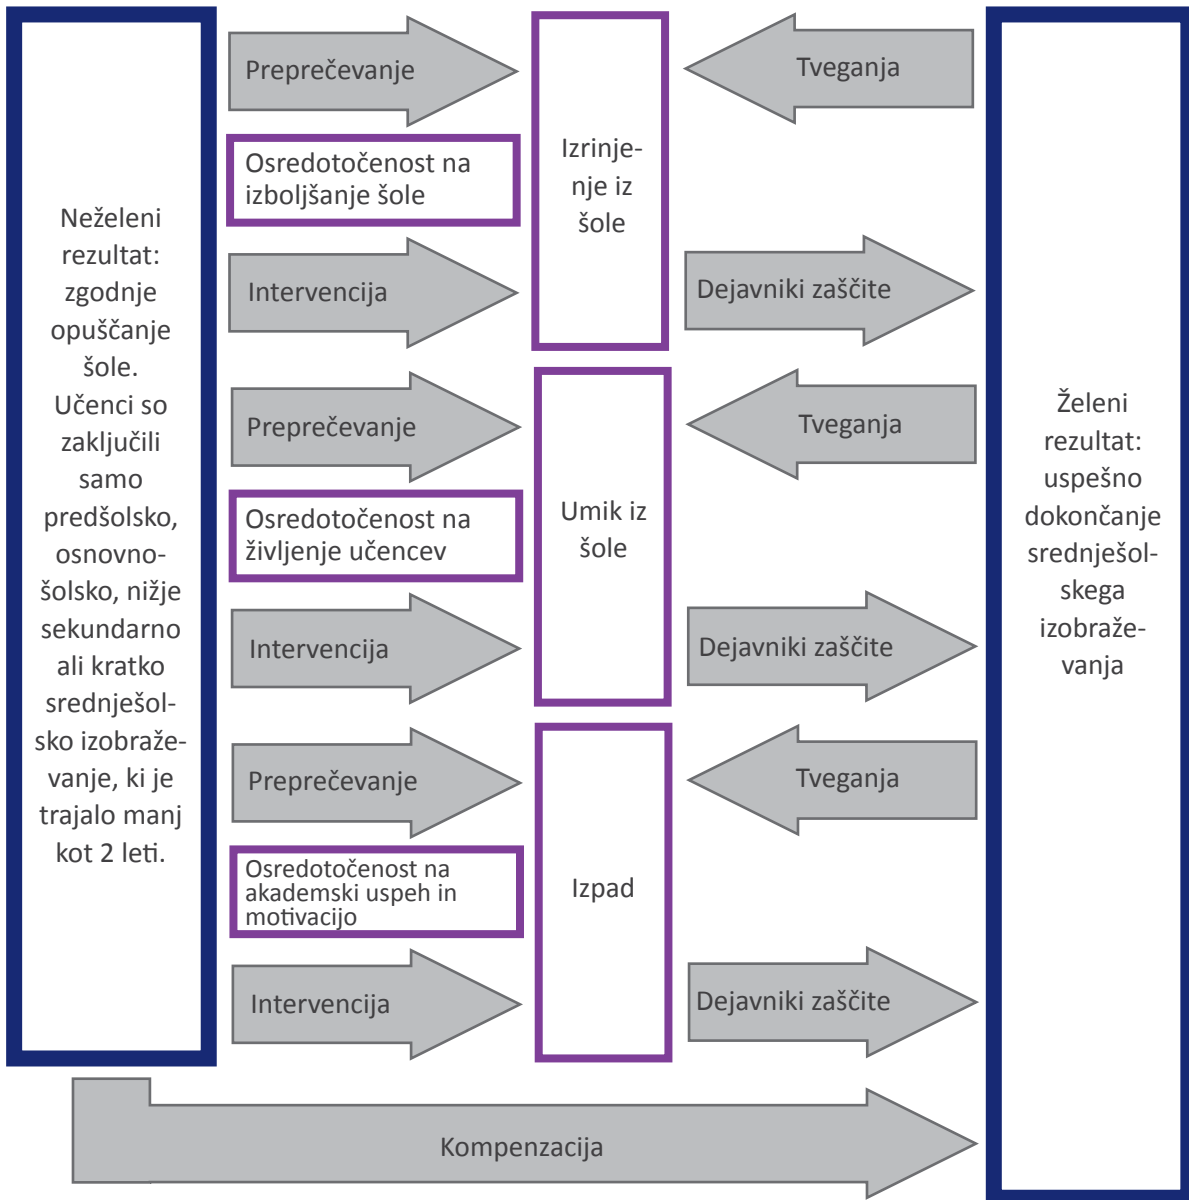 Neželeni
rezultat:
zgodnje
opuščanje
šole.
Učenci so
zaključili
samo
predšolsko,
osnovno-
šolsko, nižje
sekundarno
ali kratko
srednješol-
sko izobraže-
vanje, ki je
trajalo manj
kot 2 leti.
Preprečevanje
Osredotočenost na
izboljšanje šole
Intervencija
Izrinje-
nje iz
šole
Tveganja
Dejavniki zaščite
Preprečevanje
Osredotočenost na
življenje učencev
Intervencija
Umik iz
šole
Tveganja
Dejavniki zaščite
Preprečevanje
Osredotočenost na
akademski uspeh in
motivacijo
Intervencija
Izpad
Tveganja
Dejavniki zaščite
Želeni
rezultat:
uspešno
dokončanje
srednješol-
skega
izobraže-
vanja
Kompenzacija